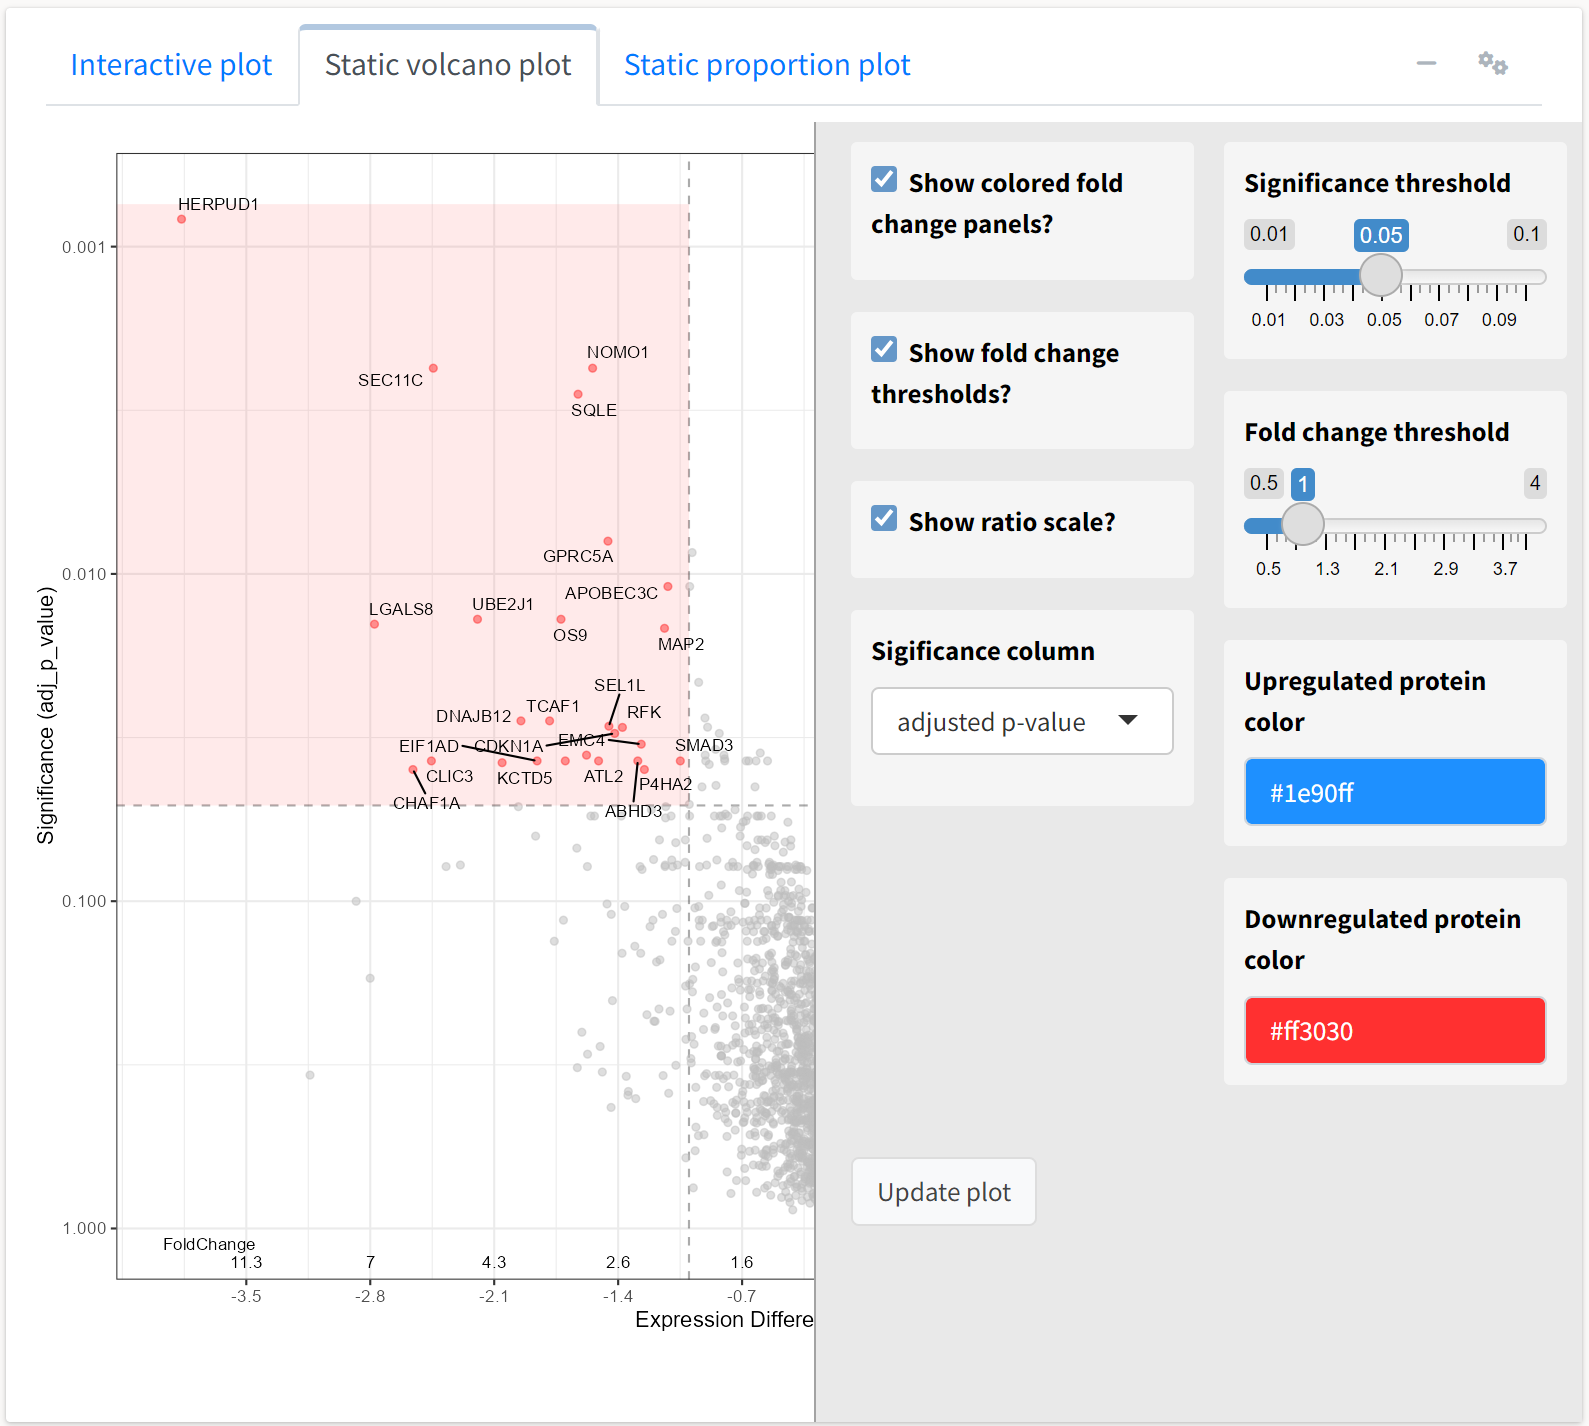 Interactive plot
Static volcano plot
Static proportion plot
HERPUD1
0.001
NOMO1
SEC11C
SQLE
GPRC5A
0.010
APOBEC3C
LGALS8
UBE2J1
OS9
MAP2
SEL1L
DNAJB12
TCAF1
RFK
EIF1AD
CDKN1A
EMC4
SMAD3
CLIC3
KCTD5
ATL2
P4HA2
CHAF1A
ABHD3
0.100
1.000
Significance (adj_p_value)
FoldChange
11.3 7 4.3 2.6 1.6
-3.5 -2.8 -2.1 -1.4 -0.7
Expression Differe
Show colored fold
change panels?
Show fold change
thresholds?
Show ratio scale?
Sigificance column
adjusted p-value
Update plot
Significance threshold
0.01 0.05 0.1
0.01 0.03 0.05 0.07 0.09
Fold change threshold
0.5 1 4
0.5 1.3 2.1 2.9 3.7
Upregulated protein
color
#1e90ff
Downregulated protein
color
#ff3030